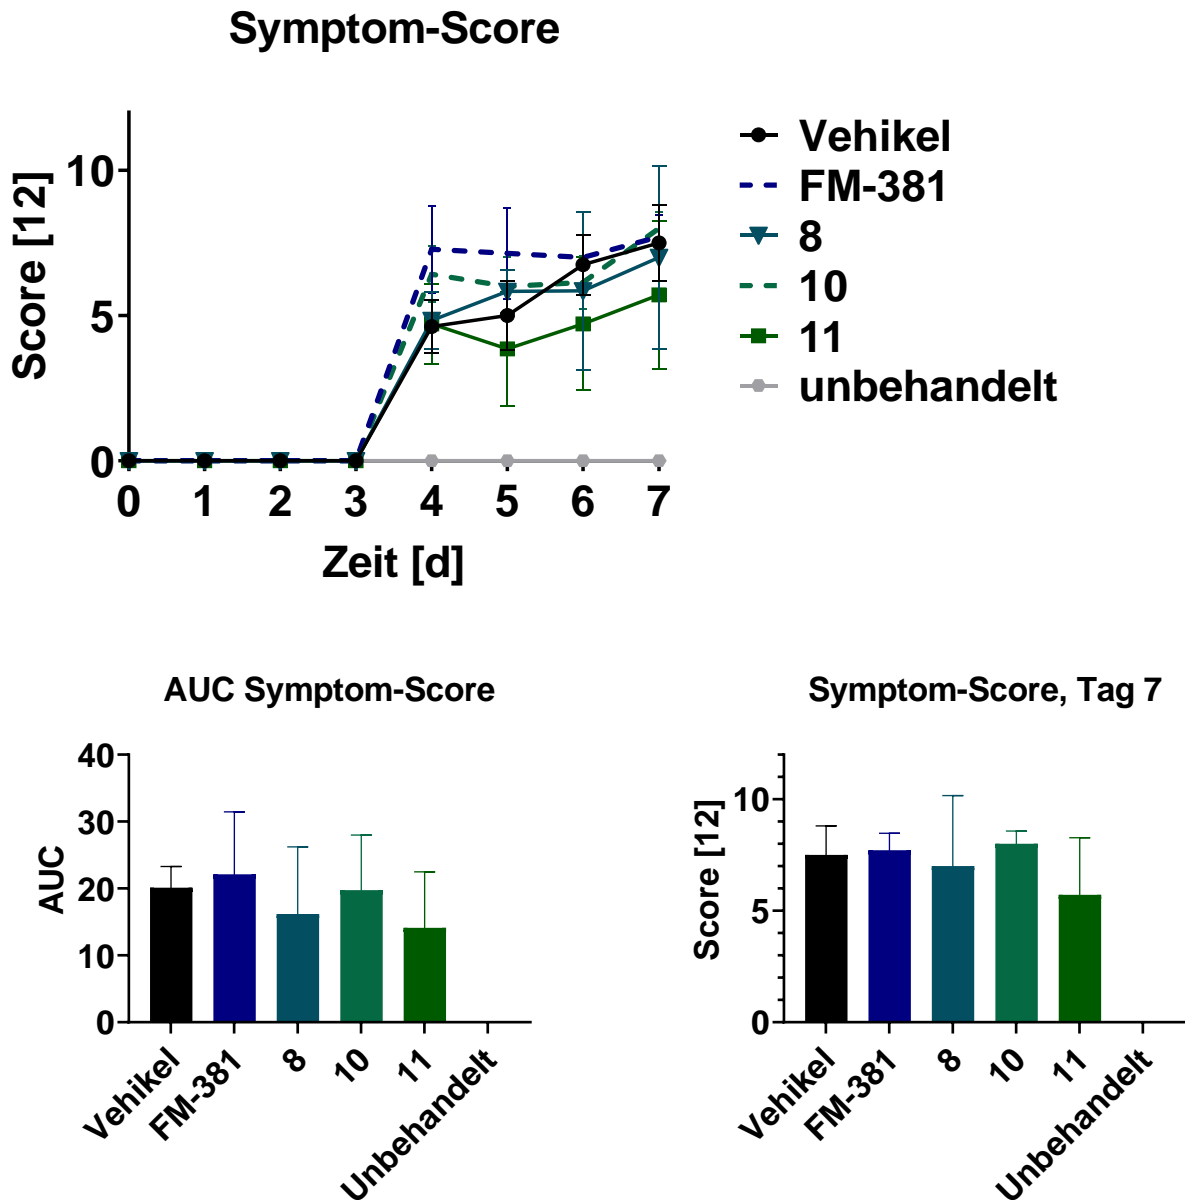 Symptom-Score
Score [12]
10
5
0
0 1 2 3 4 5 6 7
Zeit [d]
Vehikel
FM-381
8
10
11
unbehandelt
AUC Symptom-Score
AUC
40
30
20
10
0
Vehikel
FM-381
8
10
11
Unbehandelt
Symptom-Score, Tag 7
Score [12]
10
5
0
Vehikel
FM-381
8
10
11
Unbehandelt